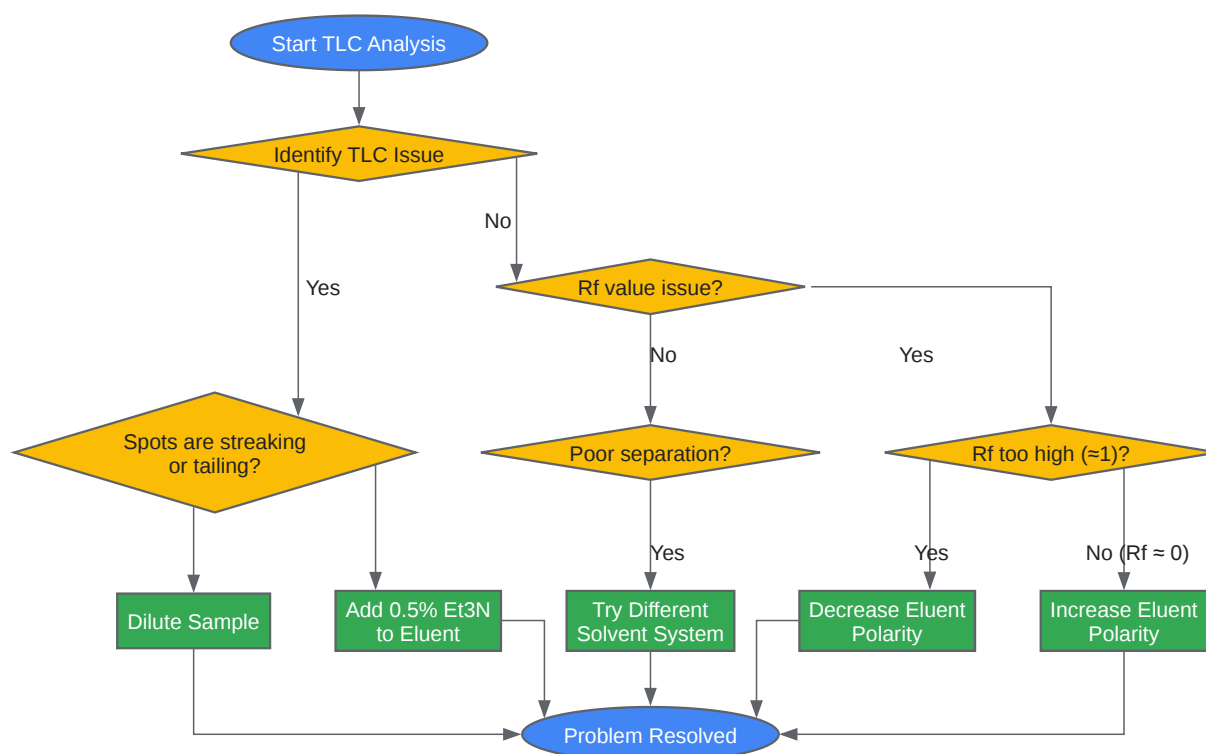 Start TLC Analysis
Identify TLC Issue
No
Yes
Rf value issue?
No
Yes
Spots are streaking
or tailing?
Poor separation?
Rf too high (≈1)?
Yes
Yes
No (Rf ≈ 0)
Dilute Sample
Add 0.5% Et3N
to Eluent
Try Different
Solvent System
Decrease Eluent
Polarity
Increase Eluent
Polarity
Problem Resolved